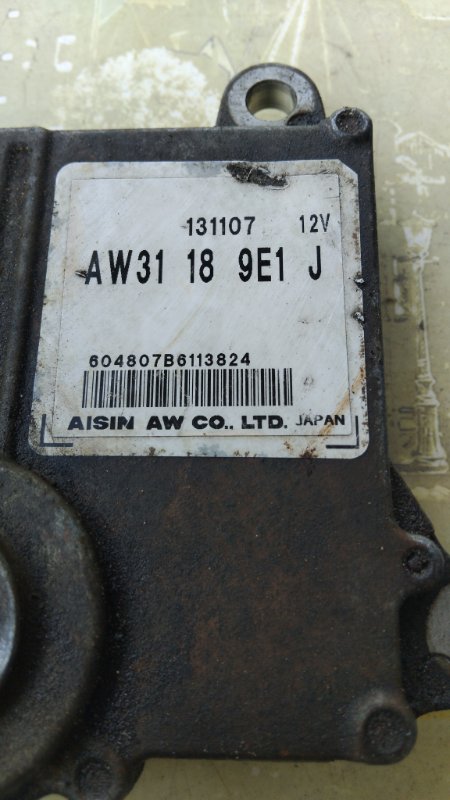 131107 12V
AW31 18 9E1 J
604807B6113824
AISIN AW CO., LTD. JAPAN